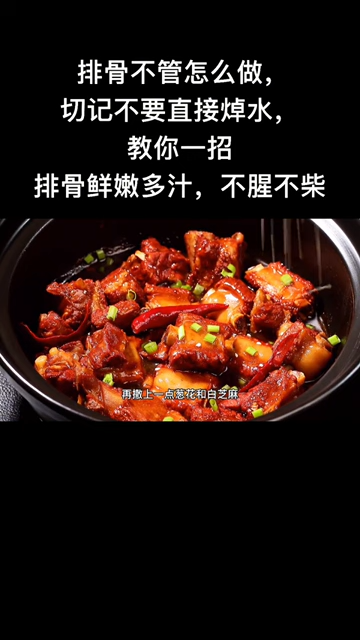 排骨不管怎么做，
切记不要直接焯水，
教你一招
排骨鲜嫩多汁，不腥不柴
再撒上一点葱花和白芝麻